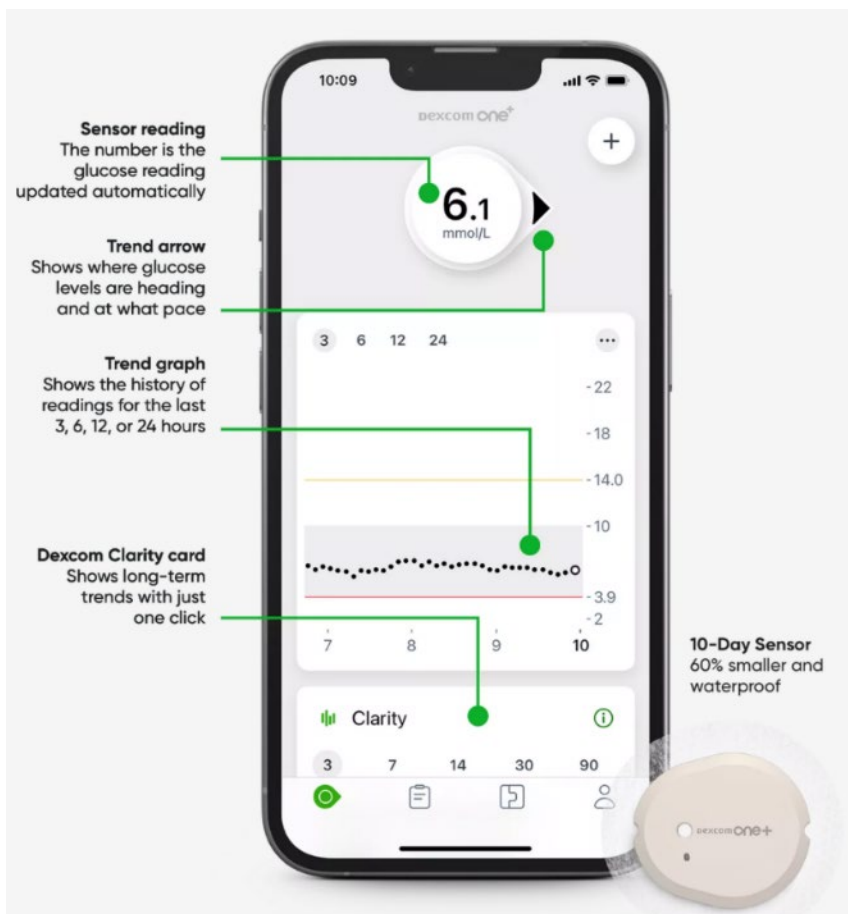 10:09
Dexcom one+
+
Sensor reading
The number is the
glucose reading
updated automatically
6.1
mmol/L
Trend arrow
Shows where glucose
levels are heading
and at what pace
3 6 12 24
Trend graph
Shows the history of
readings for the last
3, 6, 12, or 24 hours
- 22
- 18
- 14.0
- 10
- 3.9
- 2
7 8 9 10
Dexcom Clarity card
Shows long-term
trends with just
one click
10-Day Sensor
60% smaller and
waterproof
Clarity
3 7 14 30 90
Dexcom one+